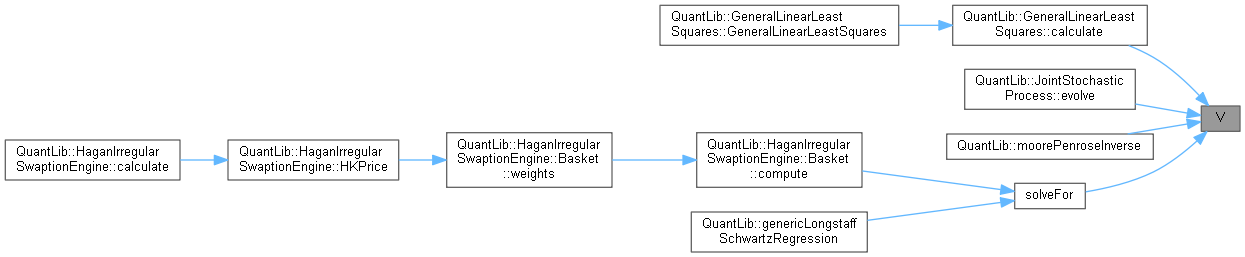 QuantLib::GeneralLinearLeast
Squares::GeneralLinearLeastSquares
QuantLib::GeneralLinearLeast
Squares::calculate
QuantLib::JointStochastic
Process::evolve
V
QuantLib::moorePenroseInverse
QuantLib::HaganIrregular
SwaptionEngine::calculate
QuantLib::HaganIrregular
SwaptionEngine::HKPrice
QuantLib::HaganIrregular
SwaptionEngine::Basket
::weights
QuantLib::HaganIrregular
SwaptionEngine::Basket
::compute
solveFor
QuantLib::genericLongstaff
SchwartzRegression